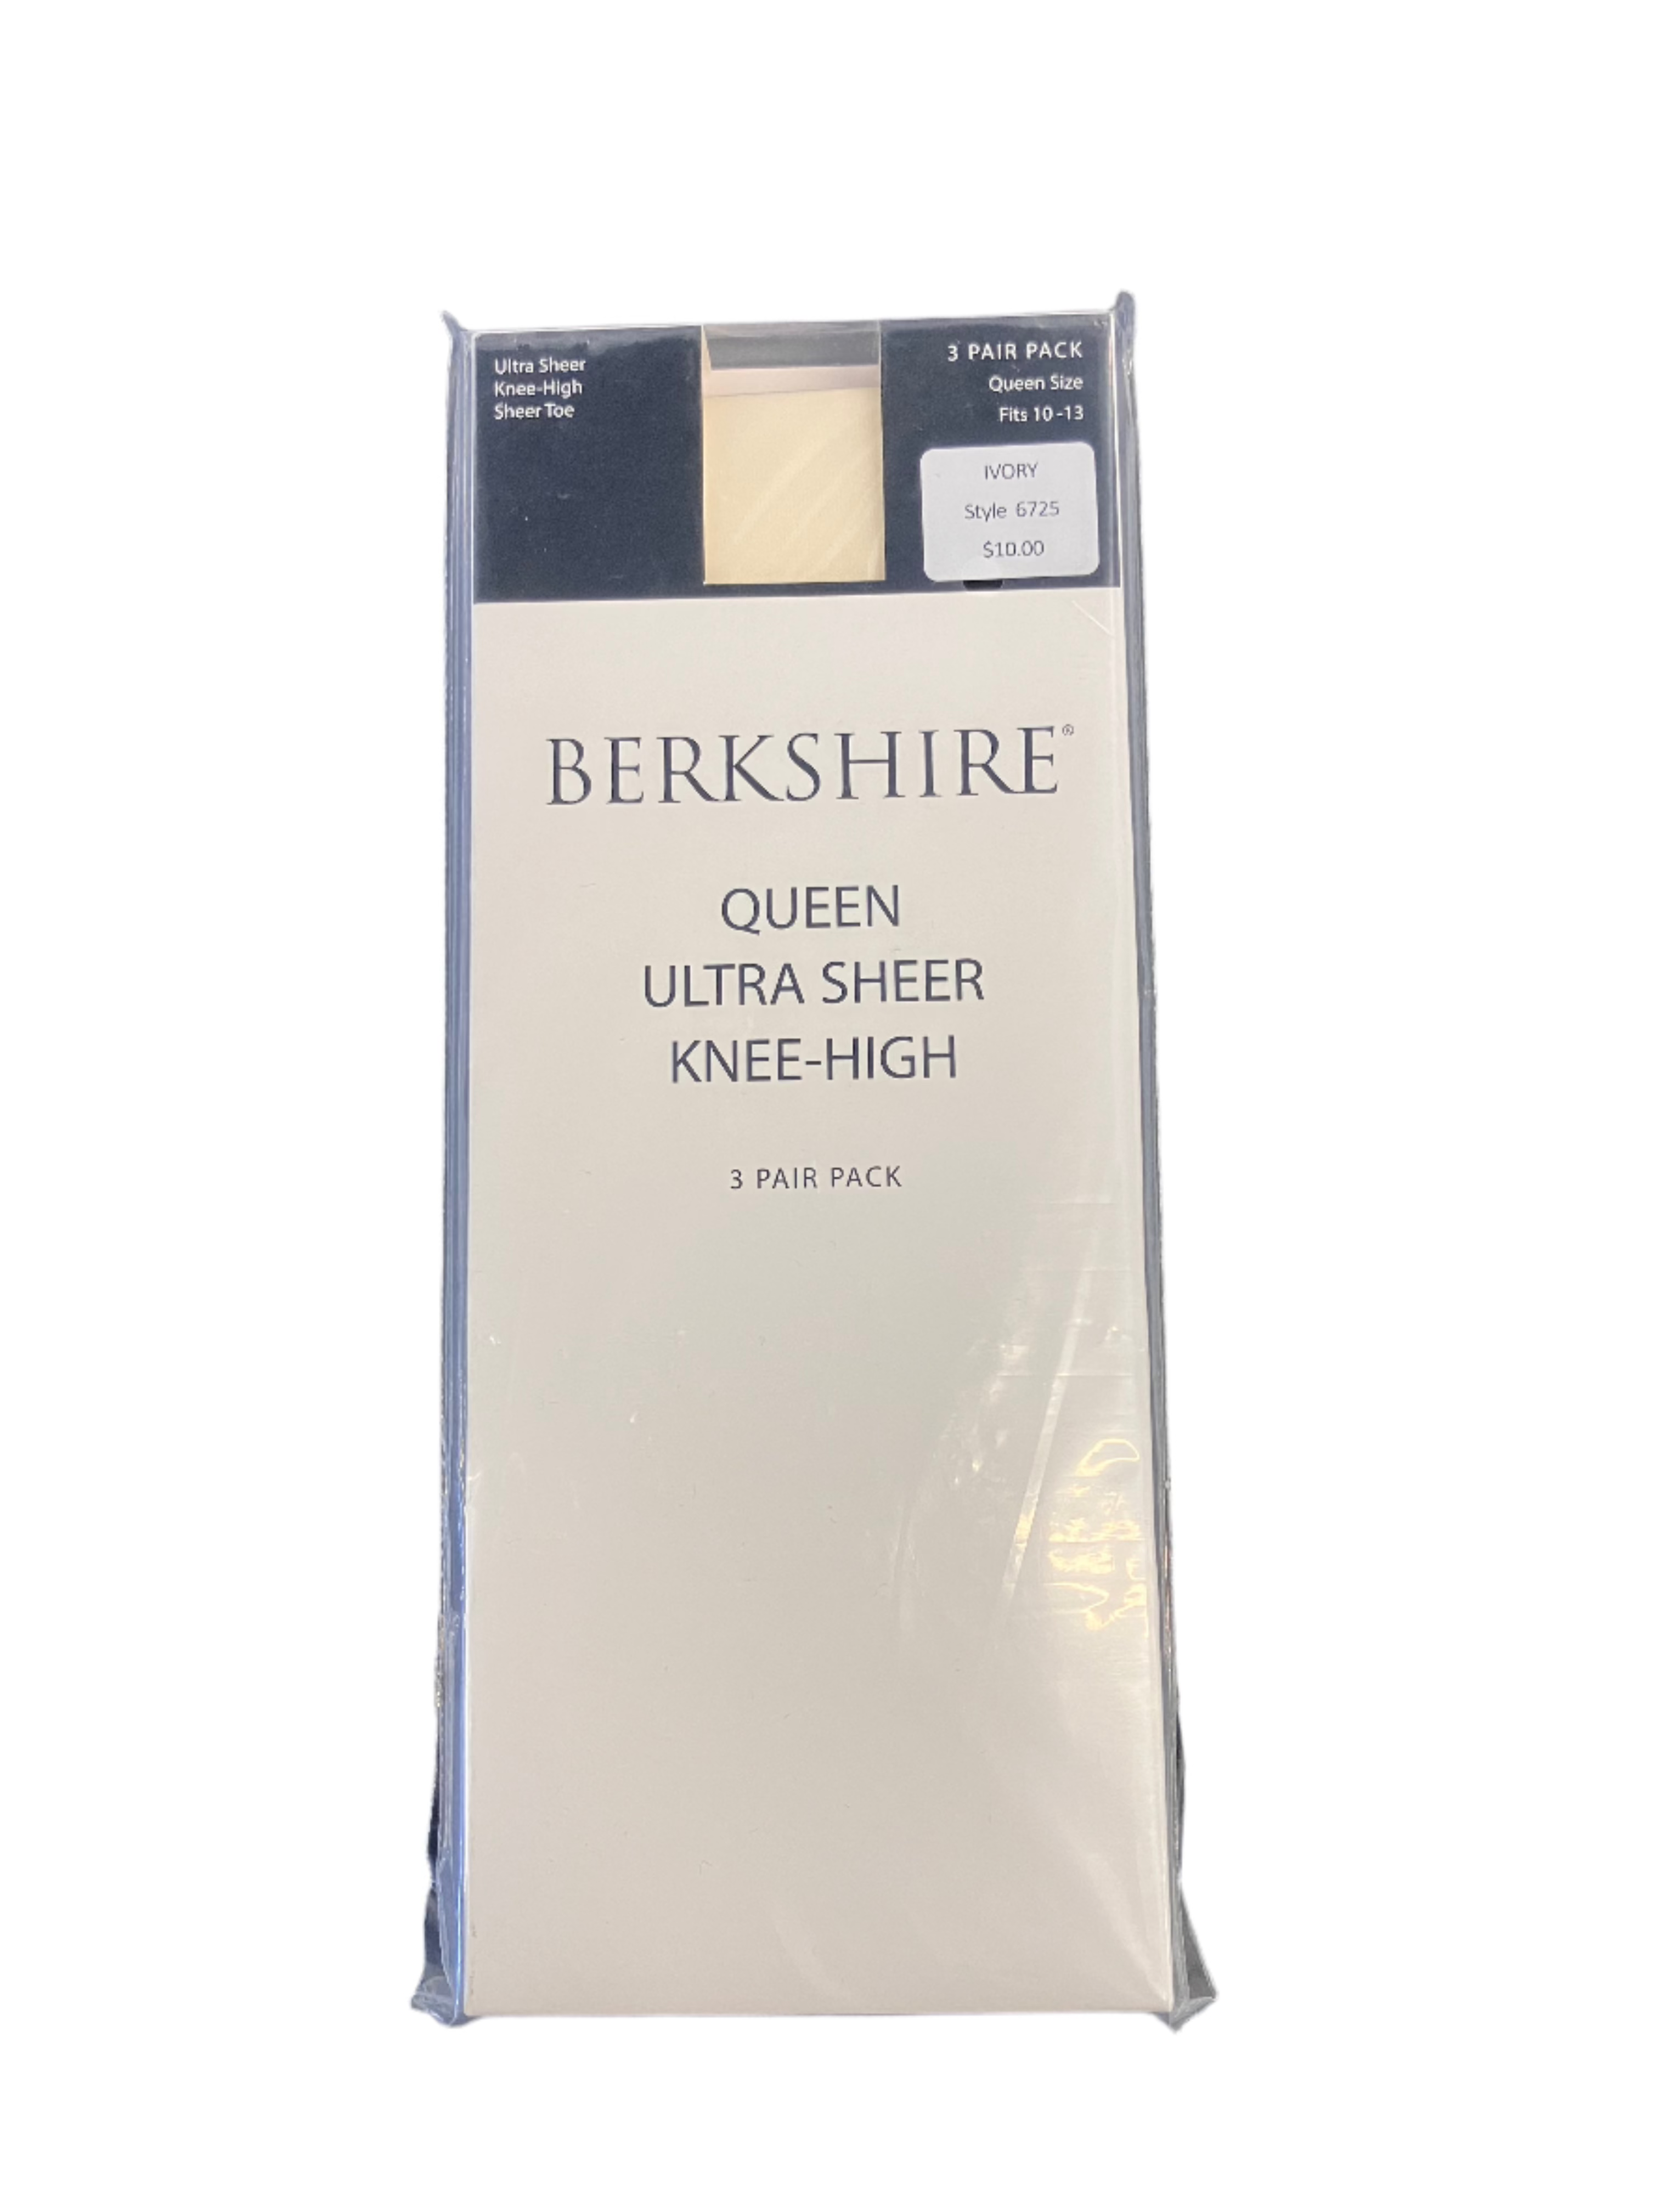 Ultra Sheer
Knee-High
Sheer Toe
3 PAIR PACK
Queen Size
Fits 10-13
IVORY
Style 6725
$10.00
BERKSHIRE®
QUEEN
ULTRA SHEER
KNEE-HIGH
3 PAIR PACK